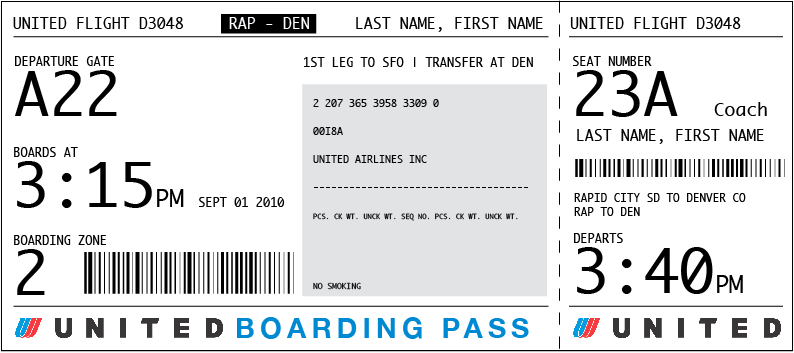 UNITED FLIGHT D3048 RAP - DEN LAST NAME, FIRST NAME
DEPARTURE GATE
A22
BOARDS AT
3:15PM SEPT 01 2010
BOARDING ZONE
2
1ST LEG TO SFO | TRANSFER AT DEN
2 207 365 3958 3309 0
00I8A
UNITED AIRLINES INC
------------------------------------
PCS. CK WT. UNCK WT. SEQ NO. PCS. CK WT. UNCK WT.
NO SMOKING
UNITED BOARDING PASS
UNITED FLIGHT D3048
SEAT NUMBER
23A Coach
LAST NAME, FIRST NAME
RAPID CITY SD TO DENVER CO
RAP TO DEN
DEPARTS
3:40PM
UNITED